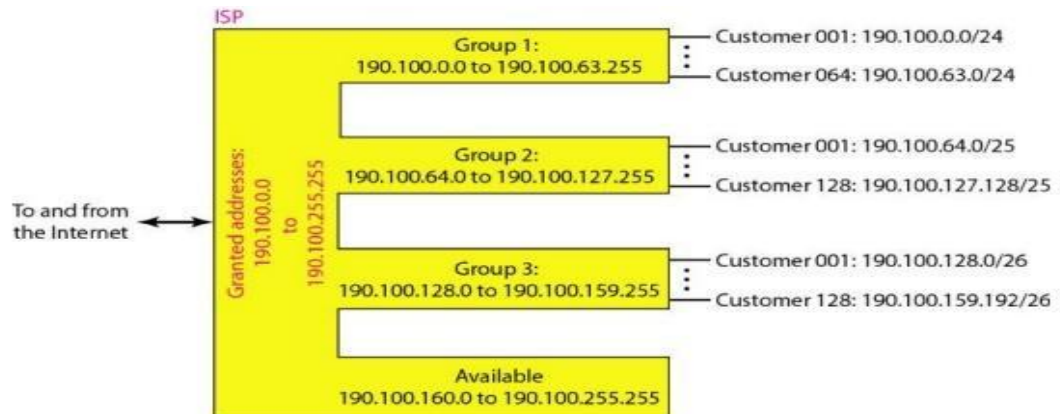 ISP
Group 1:
190.100.0.0 to 190.100.63.255
Customer 001: 190.100.0.0/24
Customer 064: 190.100.63.0/24
Group 2:
190.100.64.0 to 190.100.127.255
Customer 001: 190.100.64.0/25
Customer 128: 190.100.127.128/25
To and from
the Internet
Granted addresses:
190.100.0.0
to
190.100.255.255
Group 3:
190.100.128.0 to 190.100.159.255
Customer 001: 190.100.128.0/26
Customer 128: 190.100.159.192/26
Available
190.100.160.0 to 190.100.255.255